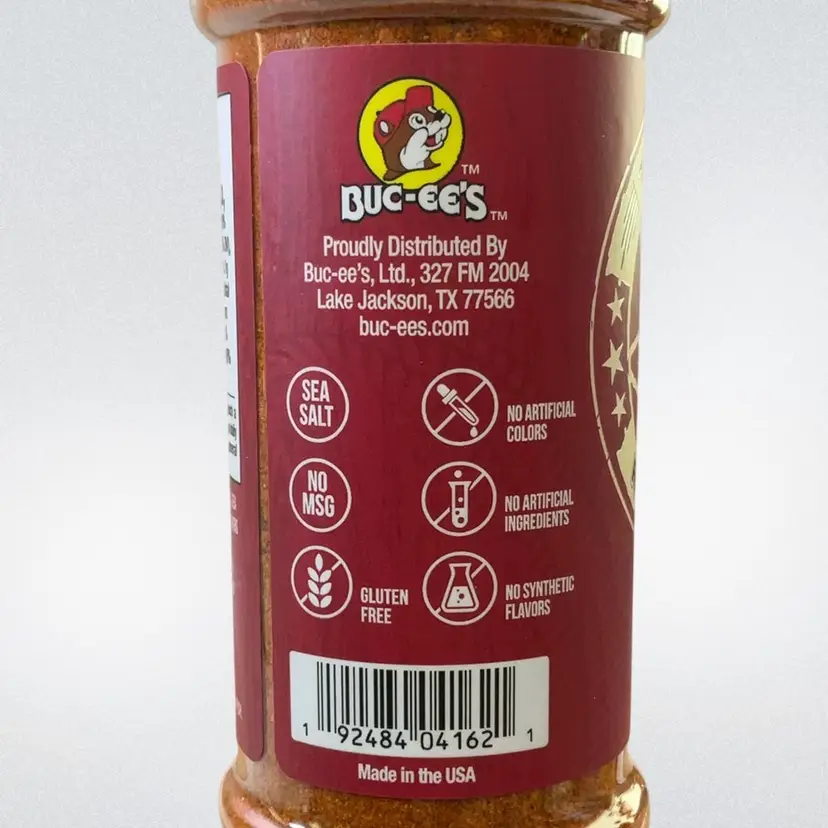 BUC-EE'S TM
TM
Proudly Distributed By
Buc-ee's, Ltd., 327 FM 2004
Lake Jackson, TX 77566
buc-ees.com
SEA
SALT
NO ARTIFICIAL
COLORS
NO
MSG
NO ARTIFICIAL
INGREDIENTS
GLUTEN
FREE
NO SYNTHETIC
FLAVORS
1 92484 04162 1
Made in the USA